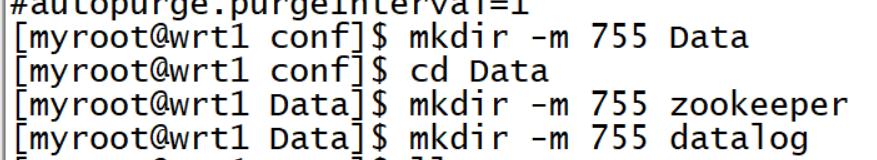 #autopurge.purgeInterval=1
[myroot@wrt1 conf]$ mkdir -m 755 Data
[myroot@wrt1 conf]$ cd Data
[myroot@wrt1 Data]$ mkdir -m 755 zookeeper
[myroot@wrt1 Data]$ mkdir -m 755 datalog